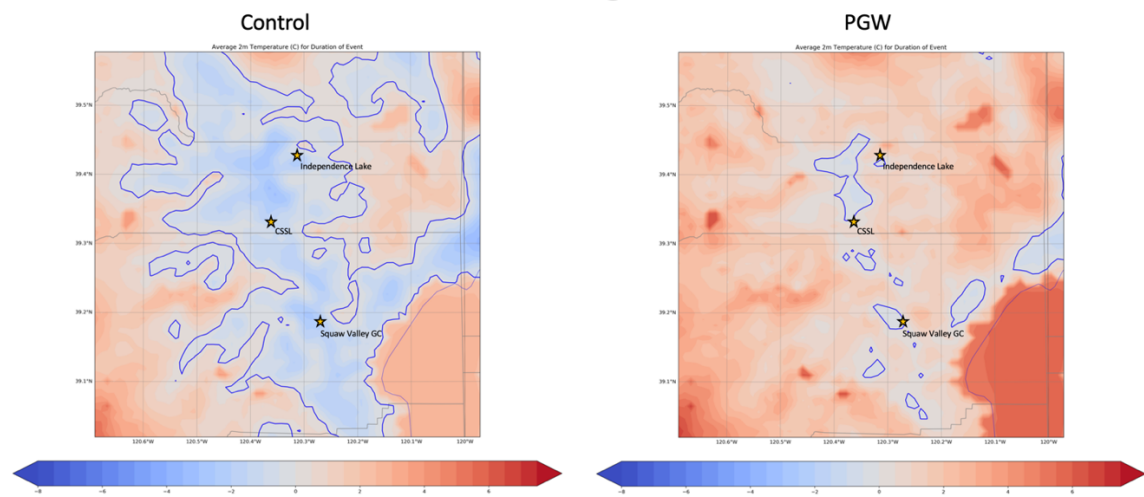 Control
Average 2m Temperature (C) for Duration of Event
39.5°N
39.4°N
39.3°N
39.2°N
39.1°N
Independence Lake
CSSL
Squaw Valley GC
120.6°W 120.5°W 120.4°W 120.3°W 120.2°W 120.1°W 120°W
−8 −6 −4 −2 0 2 4 6
PGW
Average 2m Temperature (C) for Duration of Event
39.5°N
39.4°N
39.3°N
39.2°N
39.1°N
Independence Lake
CSSL
Squaw Valley GC
120.6°W 120.5°W 120.4°W 120.3°W 120.2°W 120.1°W 120°W
−8 −6 −4 −2 0 2 4 6